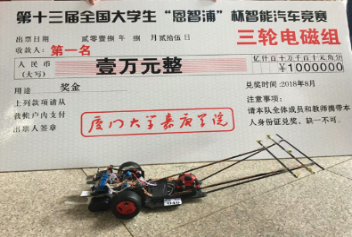 第十三届全国大学生“恩智浦”杯智能汽车竞赛
出票日期 贰零壹捌年 月贰拾伍日
三轮电磁组
收款人：第一名
人民币
(大写)
壹万元整
亿千百十万千百十元角分
¥1000000
用途 奖金
兑奖时间:2018年8月
上列款项请从
我帐户内支付
出票人签章
厦门大学嘉庚学院
注意事项：
请本队全体成员和教师携带本
人身份证兑奖，缺一不可.